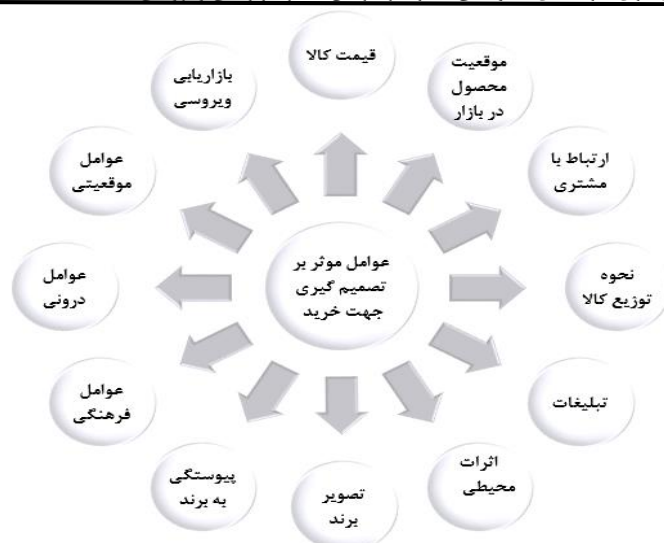 قیمت کالا
موقعیت
محصول
در بازار
ارتباط با
مشتری
نحوه
توزیع کالا
تبلیغات
اثرات
محیطی
تصویر
برند
پیوستگی
به برند
عوامل
فرهنگی
عوامل
درونی
عوامل
موقعیتی
بازاریابی
ویروسی
عوامل موثر بر
تصمیم گیری
جهت خرید